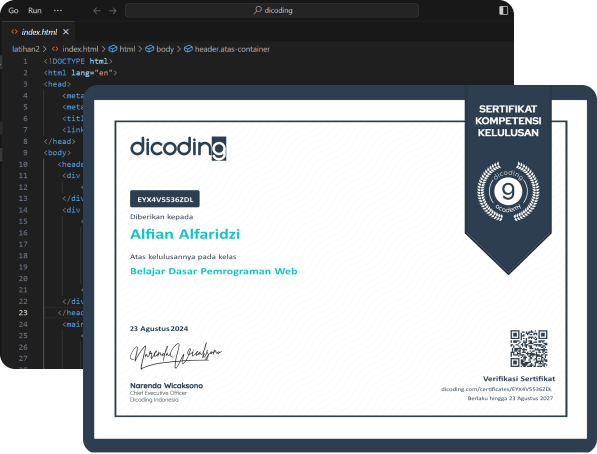 Go Run ··· dicoding
index.html
latihan2 > index.html > html > body > header.atas-container
1 <!DOCTYPE html>
2 <html lang="en">
3 <head>
4 <meta
5 <meta
6 <titl
7 <link
8 </head>
9 <body>
10 <heade
11 <div
12 <
13 </div
14 <div
15 <
16
17
18
19
20
21 <
22 </div
23 </head
24 <main
25 <
26
27
28
SERTIFIKAT
KOMPETENSI
KELULUSAN
dicoding
academy
dicoding
EYX4V5536ZDL
Diberikan kepada
Alfian Alfaridzi
Atas kelulusannya pada kelas
Belajar Dasar Pemrograman Web
23 Agustus 2024
Narenda Wicaksono
Narenda Wicaksono
Chief Executive Officer
Dicoding Indonesia
Verifikasi Sertifikat
dicoding.com/certificates/EYX4V5536ZDL
Berlaku hingga 23 Agustus 2027